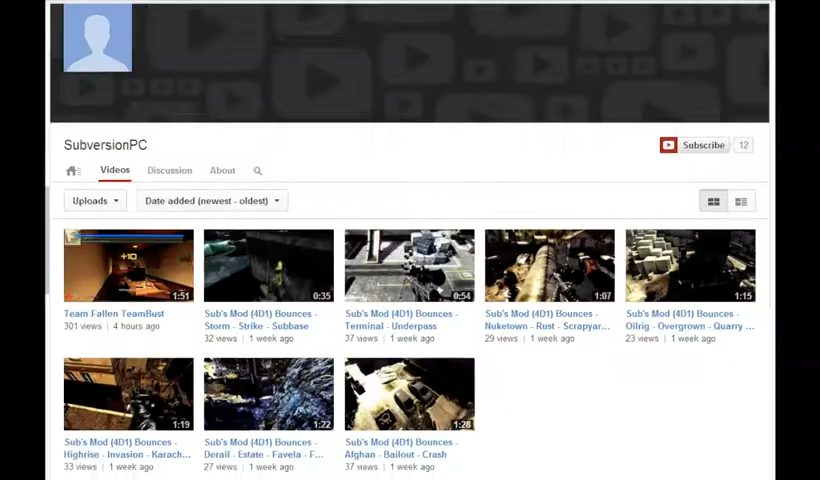 SubversionPC
Subscribe 12
Videos Discussion About
Uploads Date added (newest - oldest)
+10
1:51 0:35 0:54 1:07 1:15
Team Fallen TeamBust
301 views | 4 hours ago
Sub's Mod (4D1) Bounces -
Storm - Strike - Subbase
32 views | 1 week ago
Sub's Mod (4D1) Bounces -
Terminal - Underpass
37 views | 1 week ago
Sub's Mod (4D1) Bounces -
Nuketown - Rust - Scrapyar...
29 views | 1 week ago
Sub's Mod (4D1) Bounces -
Oilrig - Overgrown - Quarry ...
23 views | 1 week ago
1:19 1:22 1:28
Sub's Mod (4D1) Bounces -
Highrise - Invasion - Karach...
33 views | 1 week ago
Sub's Mod (4D1) Bounces -
Derail - Estate - Favela - F...
27 views | 1 week ago
Sub's Mod (4D1) Bounces -
Afghan - Bailout - Crash
37 views | 1 week ago